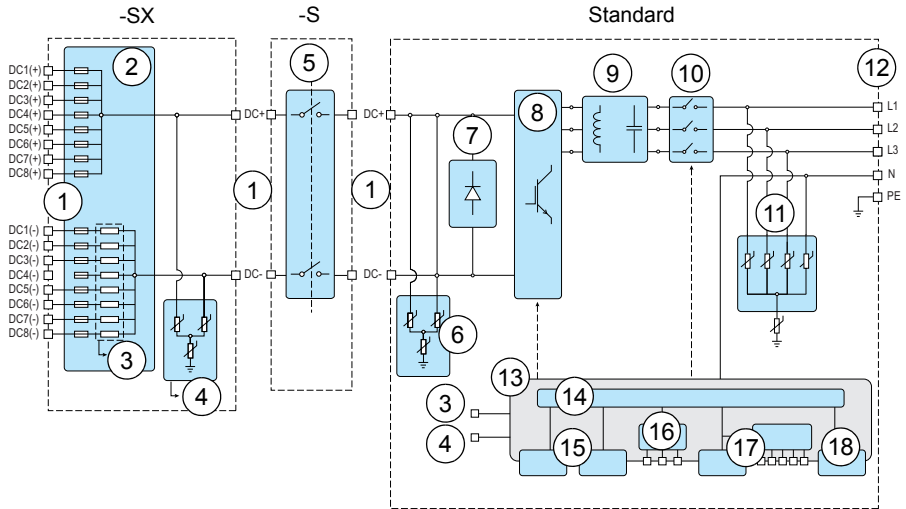 -SX
-S
Standard
DC1(+)
DC2(+)
DC3(+)
DC4(+)
DC5(+)
DC6(+)
DC7(+)
DC8(+)
1
DC1(-)
DC2(-)
DC3(-)
DC4(-)
DC5(-)
DC6(-)
DC7(-)
DC8(-)
2
3
4
DC+
1
DC-
5
DC+
1
DC-
6
7
8
9
10
11
12
L1
L2
L3
N
PE
13
3
4
14
15
16
17
18